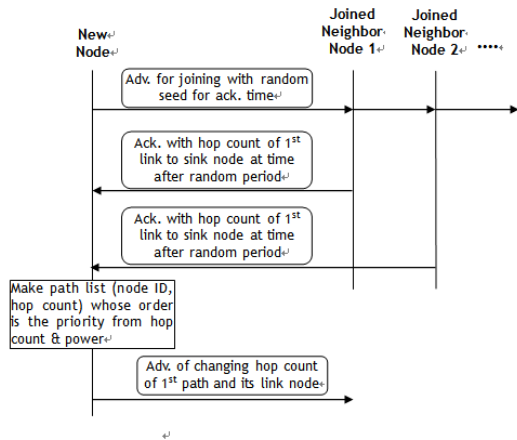 New
Node
Joined
Neighbor
Node 1
Joined
Neighbor
Node 2
....
Adv. for joining with random
seed for ack. time
Ack. with hop count of 1st
link to sink node at time
after random period
Ack. with hop count of 1st
link to sink node at time
after random period
Make path list (node ID,
hop count) whose order
is the priority from hop
count & power
Adv. of changing hop count
of 1st path and its link node